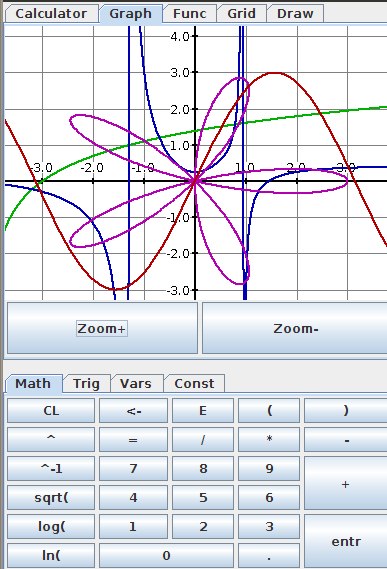 Calculator Graph Func Grid Draw
4.0
3.0
2.0
1.0
-3.0 -2.0 -1.0 1.0 2.0 3.0
-1.0
-2.0
-3.0
Zoom+ Zoom-
Math Trig Vars Const
CL <- E ( )
^ = / * -
^-1 7 8 9 +
sqrt( 4 5 6
log( 1 2 3 entr
ln( 0 .